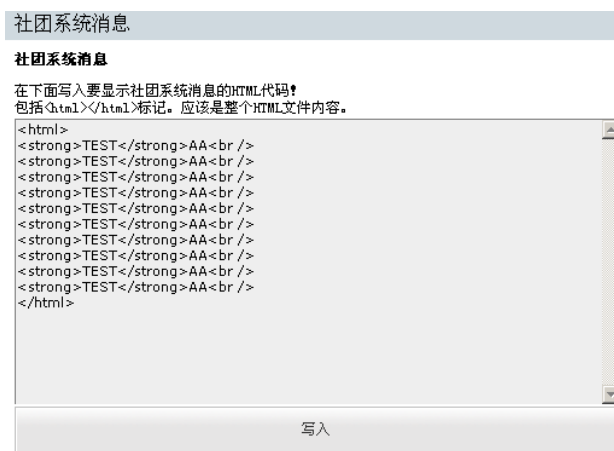 社团系统消息
社团系统消息
在下面写入要显示社团系统消息的HTML代码!
包括<html></html>标记。应该是整个HTML文件内容。
<html>
<strong>TEST</strong>AA<br />
<strong>TEST</strong>AA<br />
<strong>TEST</strong>AA<br />
<strong>TEST</strong>AA<br />
<strong>TEST</strong>AA<br />
<strong>TEST</strong>AA<br />
<strong>TEST</strong>AA<br />
<strong>TEST</strong>AA<br />
<strong>TEST</strong>AA<br />
<strong>TEST</strong>AA<br />
</html>
写入